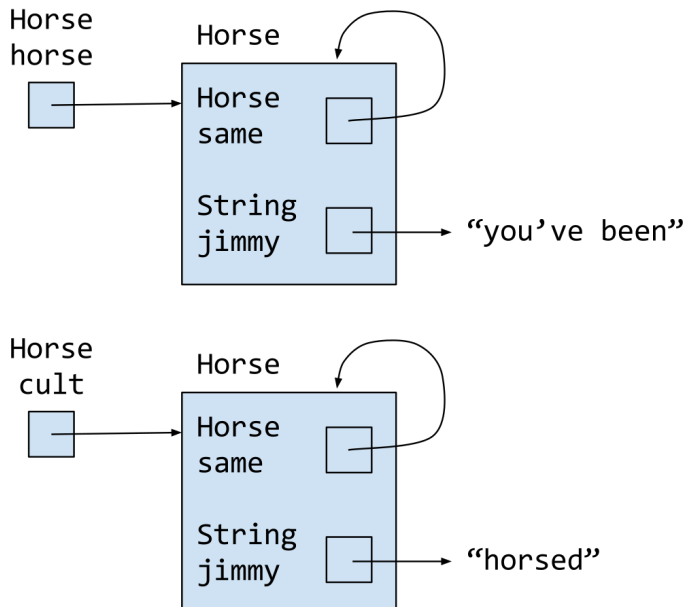 Horse
horse
Horse
Horse
same
String
jimmy
“you’ve been”
Horse
cult
Horse
Horse
same
String
jimmy
“horsed”